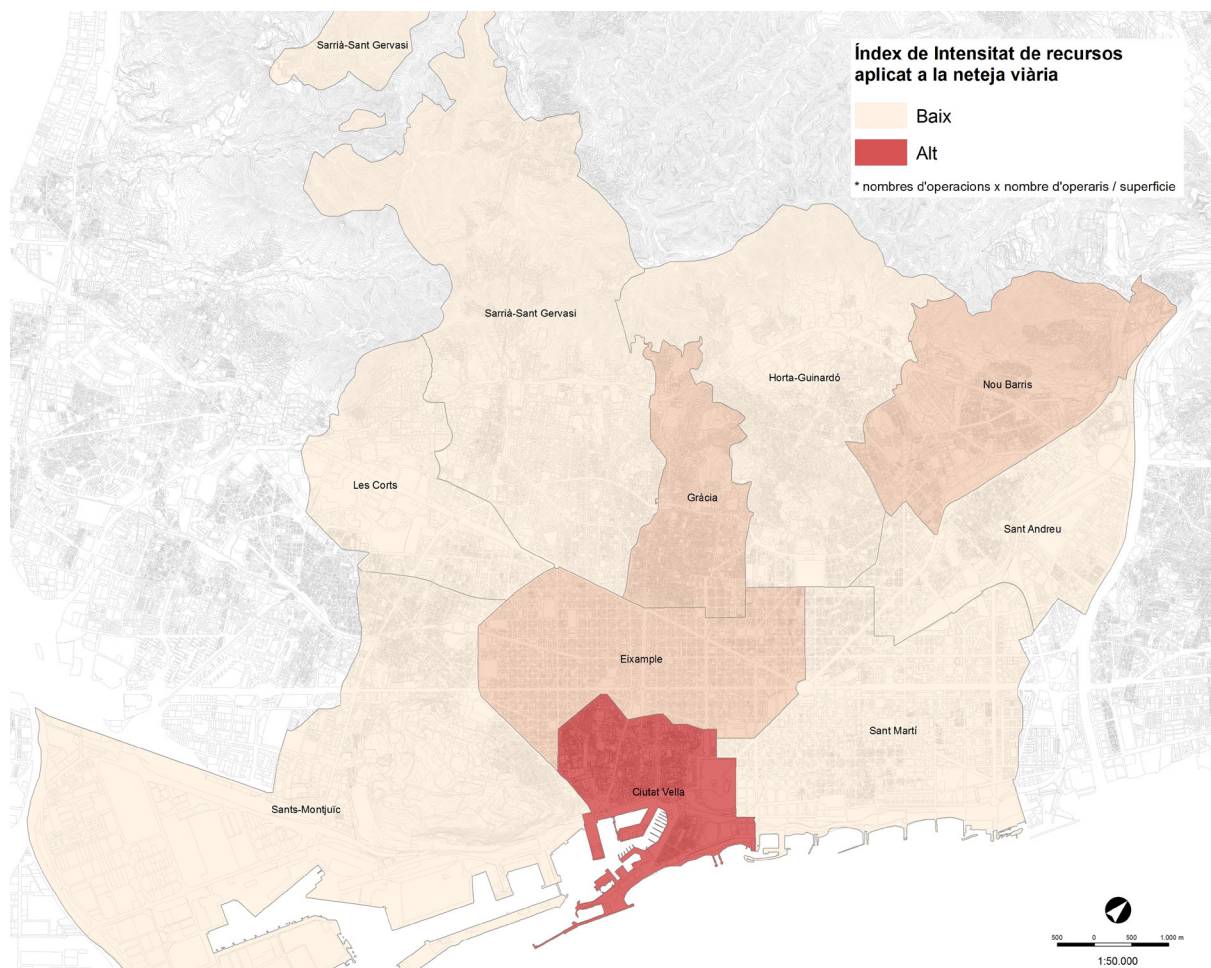 Sarrià-Sant Gervasi
Índex de Intensitat de recursos
aplicat a la neteja viària
Baix
Alt
* nombres d'operacions x nombre d'operaris / superficie
Sarrià-Sant Gervasi
Horta-Guinardó
Nou Barris
Les Corts
Gràcia
Sant Andreu
Eixample
Sant Martí
Ciutat Vella
Sants-Montjuïc
500 0 500 1.000 m
1:50.000